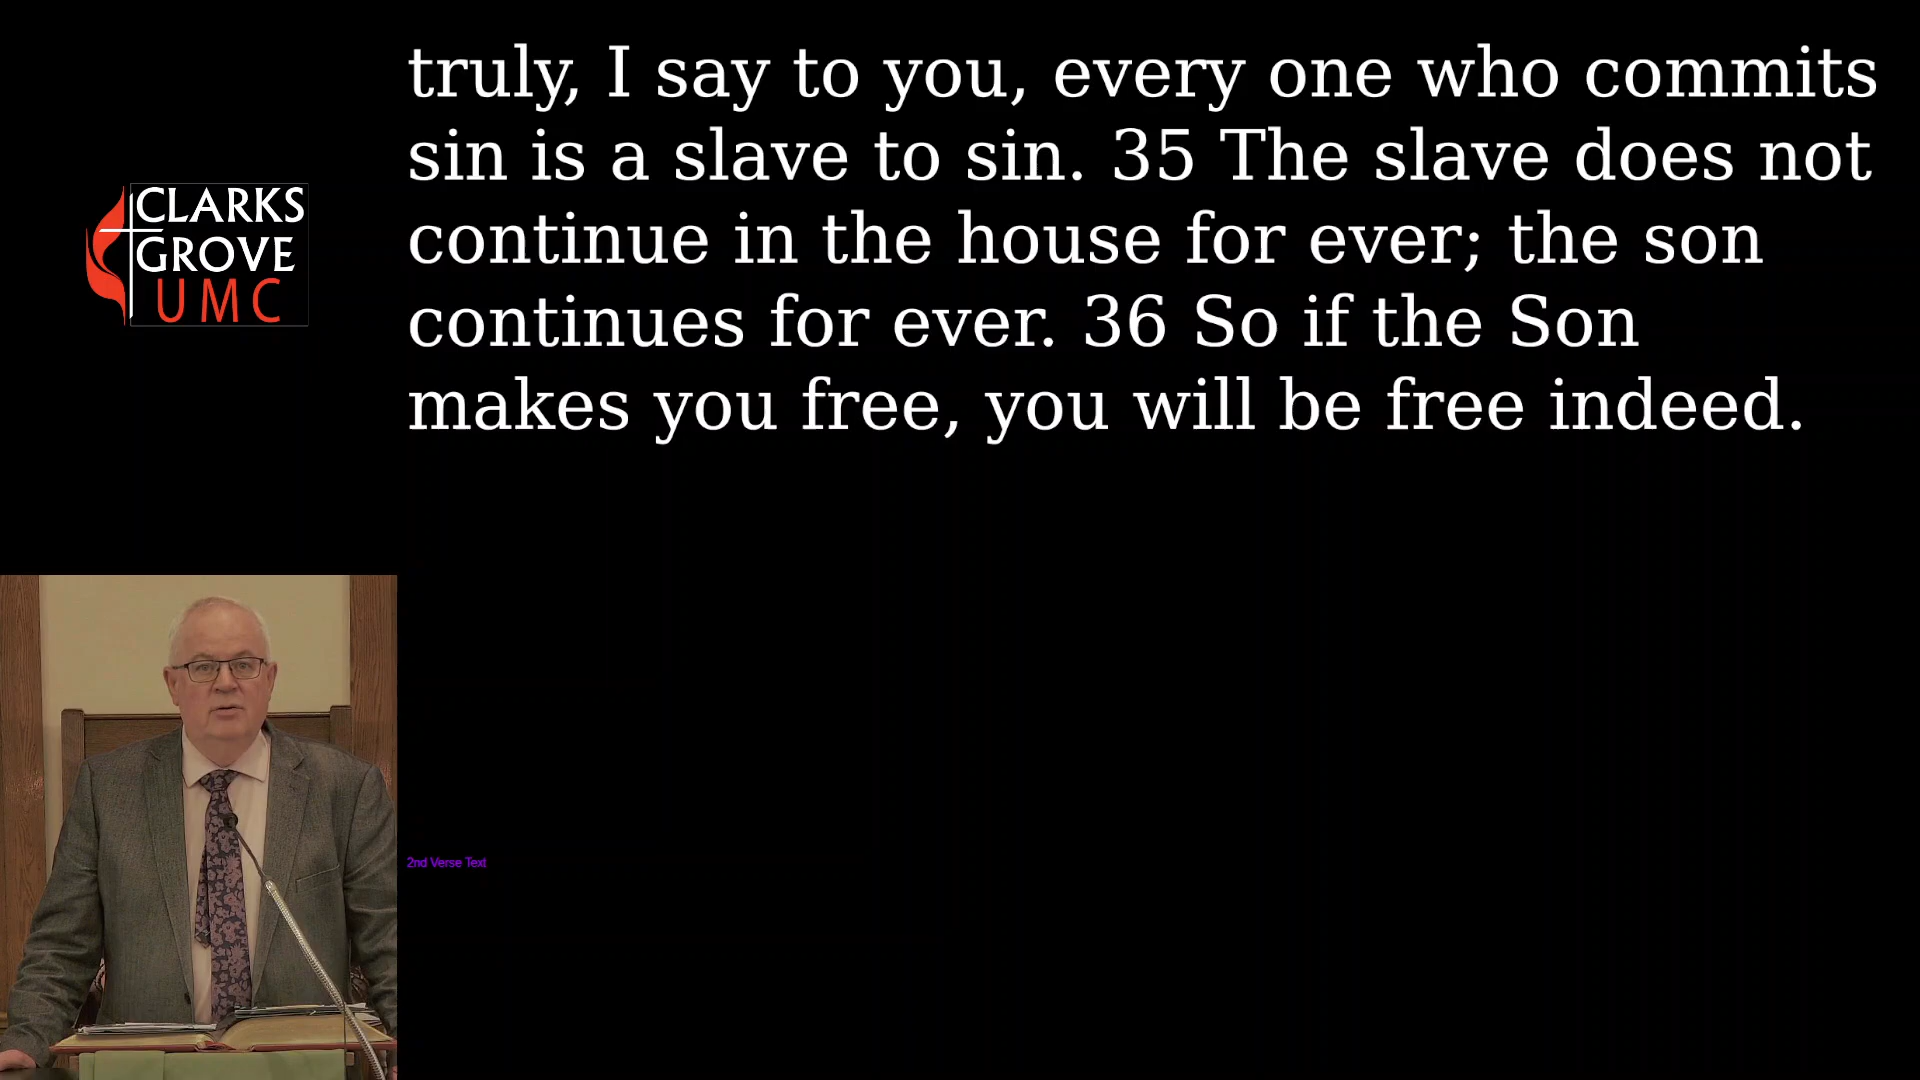 truly, I say to you, every one who commits
sin is a slave to sin. 35 The slave does not
continue in the house for ever; the son
continues for ever. 36 So if the Son
makes you free, you will be free indeed.
CLARKS
GROVE
UMC
2nd Verse Text